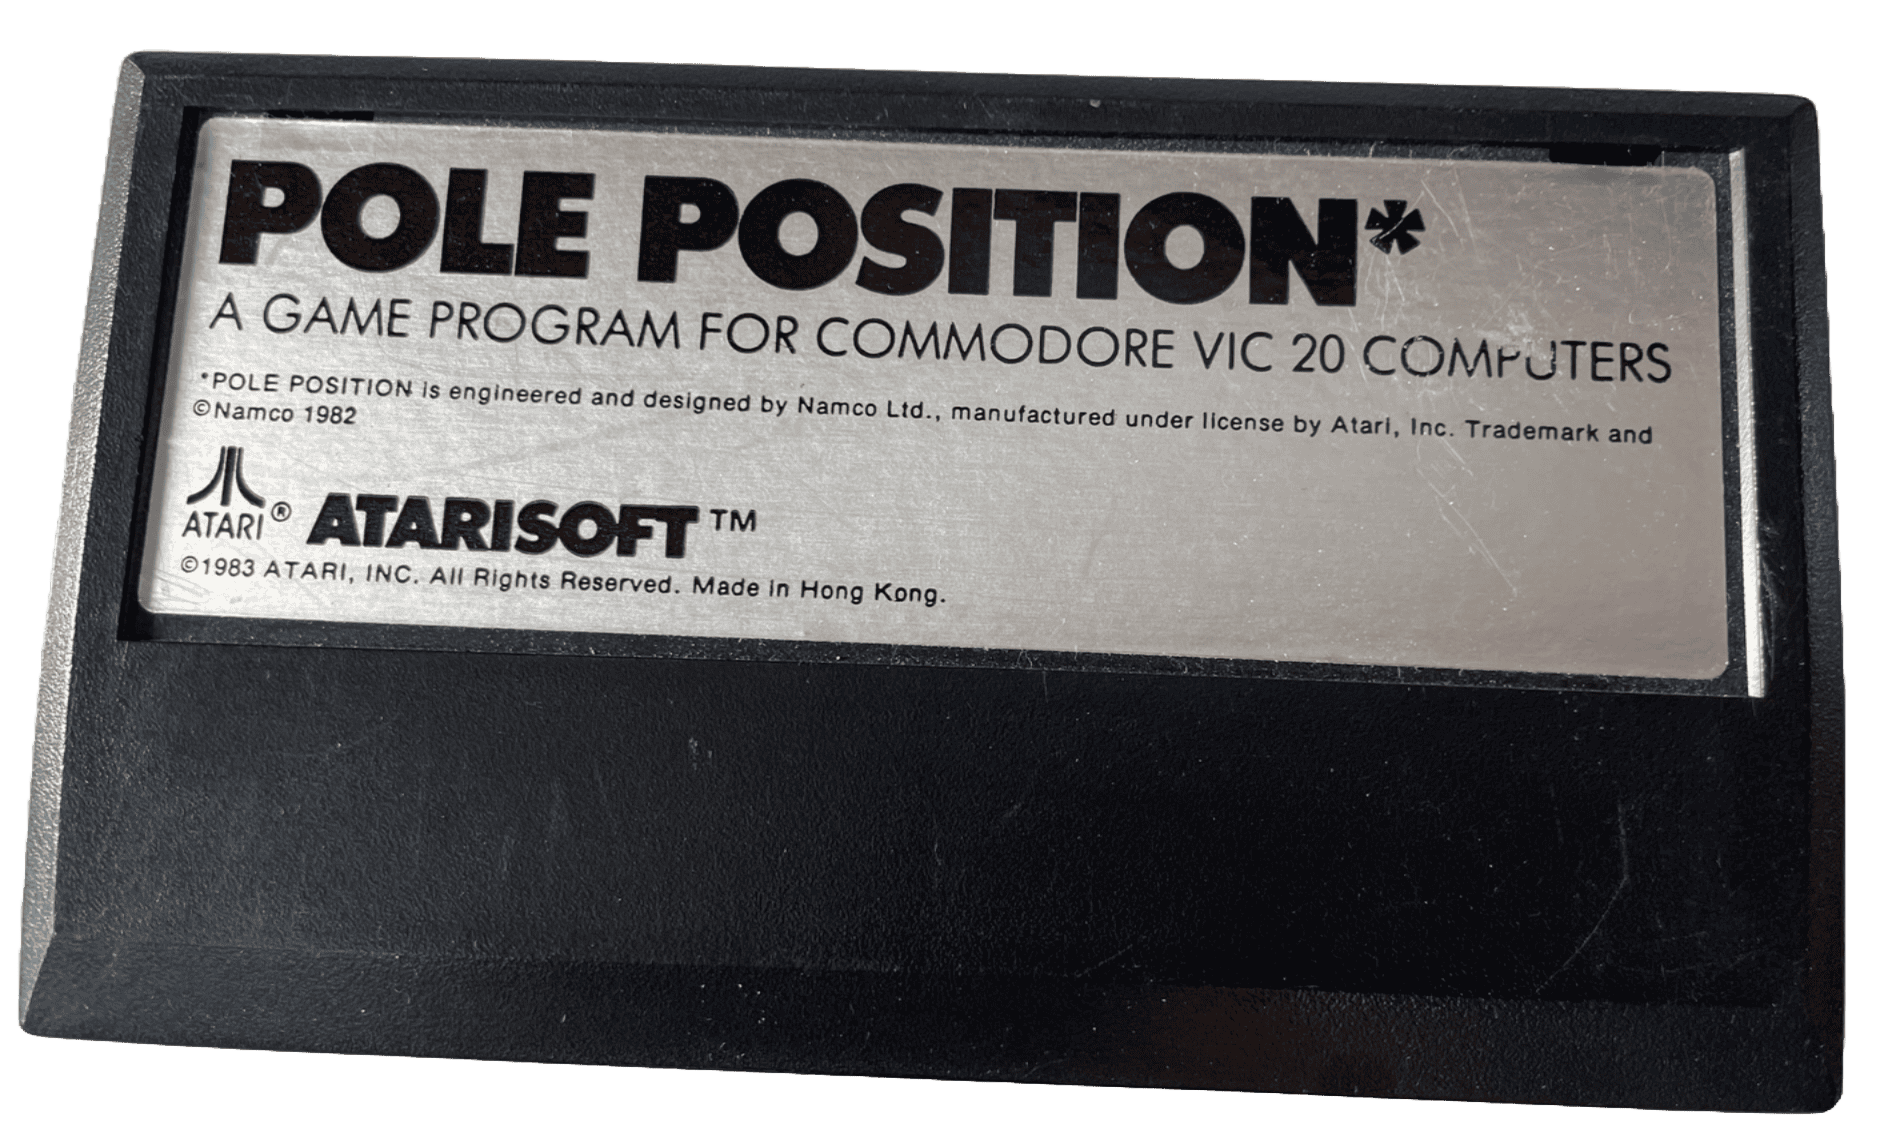 POLE POSITION*
A GAME PROGRAM FOR COMMODORE VIC 20 COMPUTERS
*POLE POSITION is engineered and designed by Namco Ltd., manufactured under license by Atari, Inc. Trademark and
©Namco 1982
ATARI® ATARISOFT™
©1983 ATARI, INC. All Rights Reserved. Made in Hong Kong.